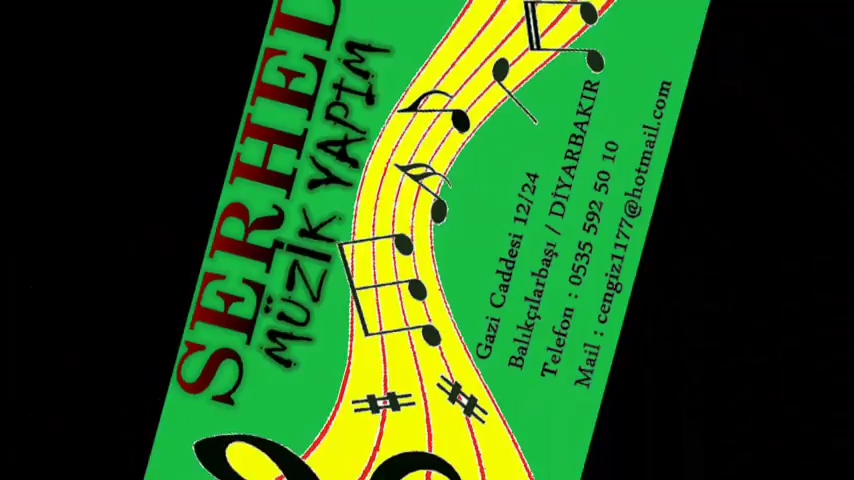 SERHED
MÜZİK YAPIM
Gazi Caddesi 12/24
Balıkçılarbaşı / DİYARBAKIR
Telefon : 0535 592 50 10
Mail : cengiz1177@hotmail.com